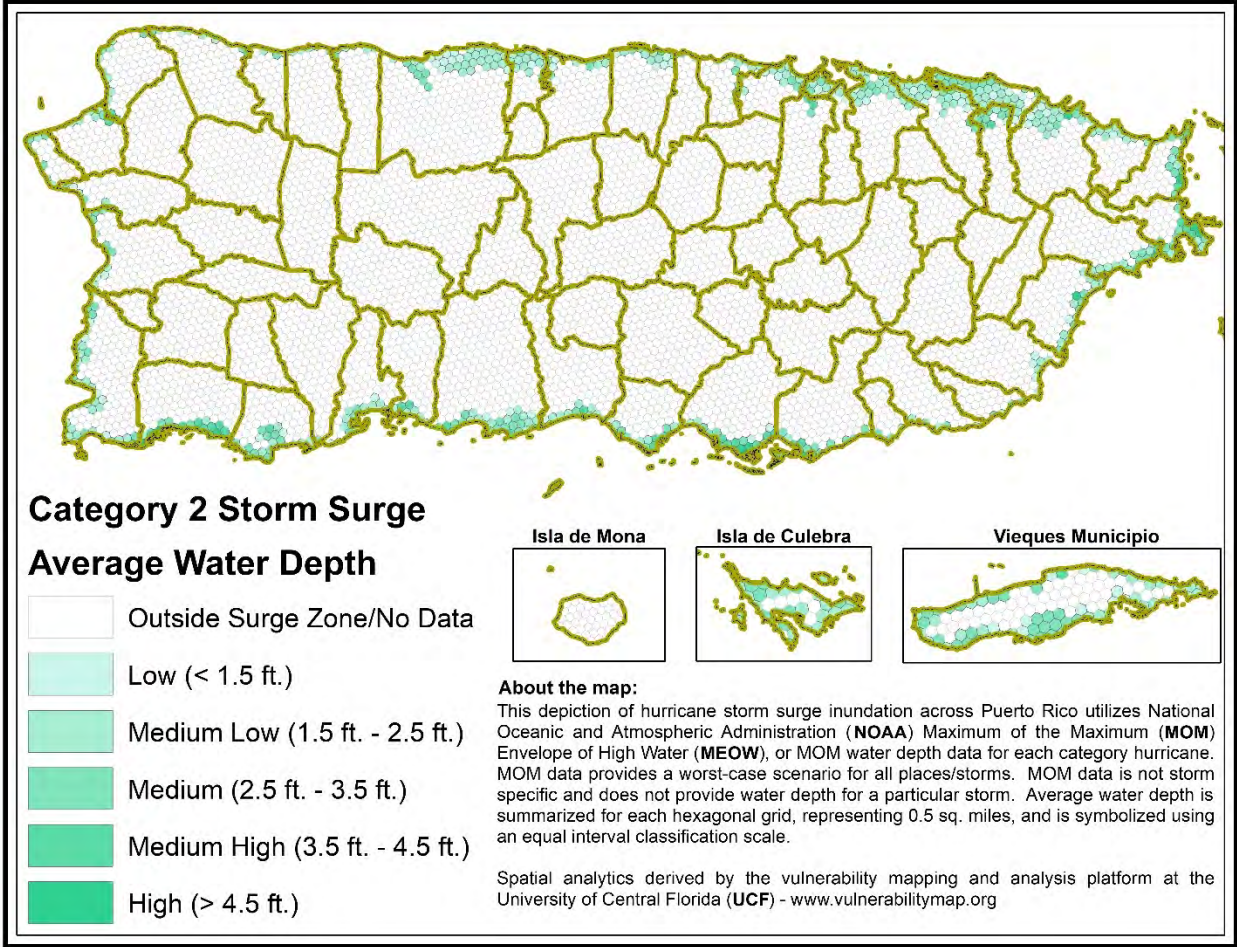 Category 2 Storm Surge
Average Water Depth
Outside Surge Zone/No Data
Low (< 1.5 ft.)
Medium Low (1.5 ft. - 2.5 ft.)
Medium (2.5 ft. - 3.5 ft.)
Medium High (3.5 ft. - 4.5 ft.)
High (> 4.5 ft.)
Isla de Mona
Isla de Culebra
Vieques Municipio
About the map:
This depiction of hurricane storm surge inundation across Puerto Rico utilizes National
Oceanic and Atmospheric Administration (NOAA) Maximum of the Maximum (MOM)
Envelope of High Water (MEOW), or MOM water depth data for each category hurricane.
MOM data provides a worst-case scenario for all places/storms. MOM data is not storm
specific and does not provide water depth for a particular storm. Average water depth is
summarized for each hexagonal grid, representing 0.5 sq. miles, and is symbolized using
an equal interval classification scale.
Spatial analytics derived by the vulnerability mapping and analysis platform at the
University of Central Florida (UCF) - www.vulnerabilitymap.org